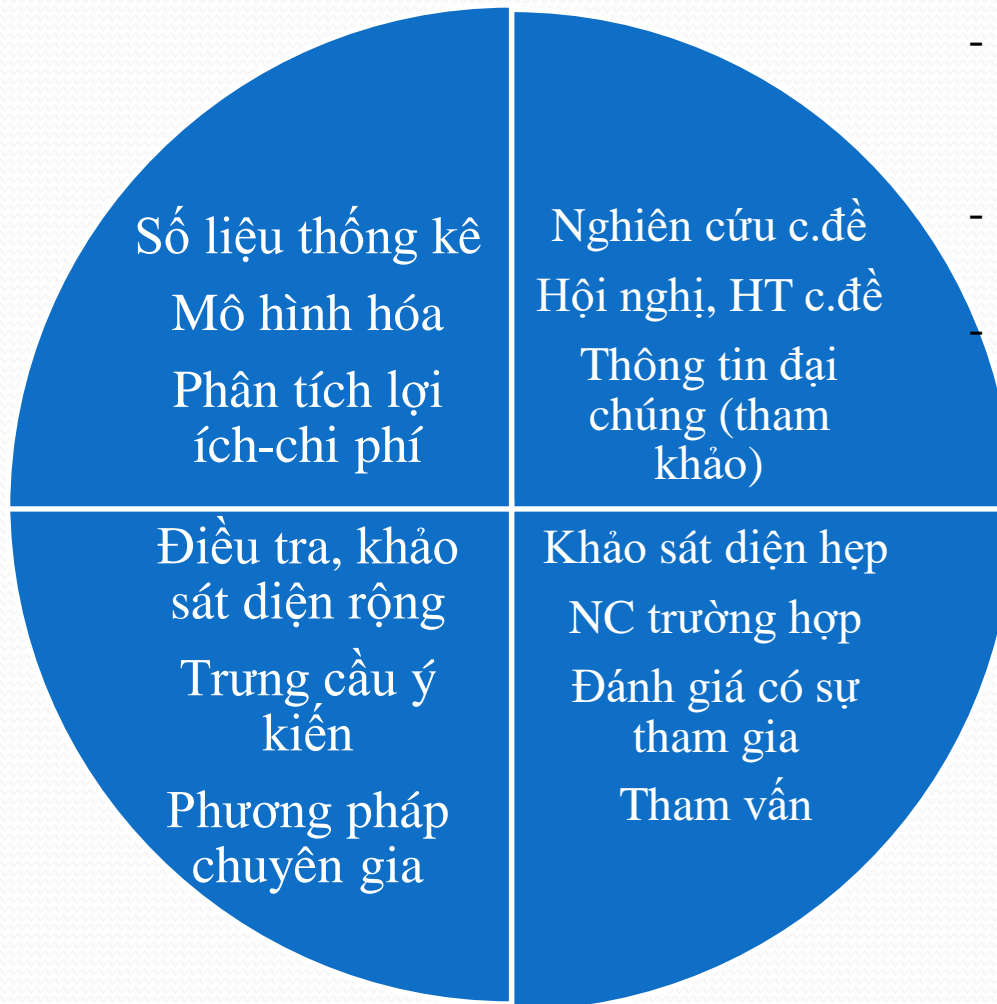 Số liệu thống kê
Mô hình hóa
Phân tích lợi
ích-chi phí
Nghiên cứu c.đề
Hội nghị, HT c.đề
Thông tin đại
chúng (tham
khảo)
Điều tra, khảo
sát diện rộng
Trưng cầu ý
kiến
Phương pháp
chuyên gia
Khảo sát diện hẹp
NC trường hợp
Đánh giá có sự
tham gia
Tham vấn
-
-
-